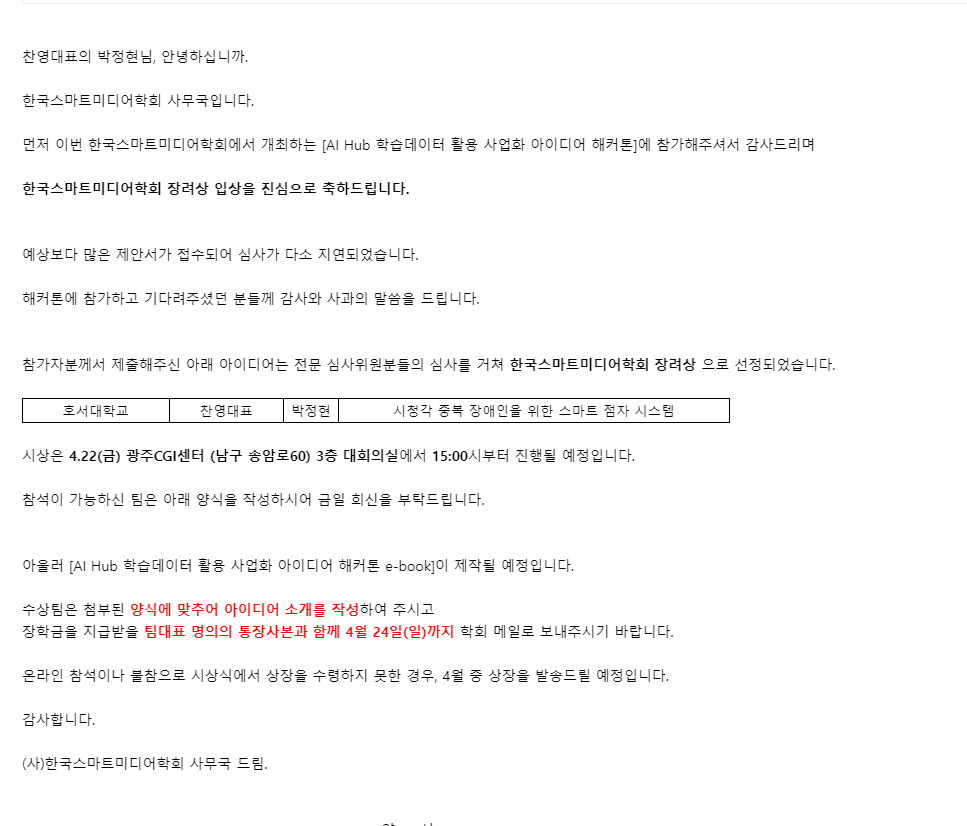 찬영대표의 박정현님, 안녕하십니까.
한국스마트미디어학회 사무국입니다.
먼저 이번 한국스마트미디어학회에서 개최하는 [AI Hub 학습데이터 활용 사업화 아이디어 해커톤]에 참가해주셔서 감사드리며
한국스마트미디어학회 장려상 입상을 진심으로 축하드립니다.
예상보다 많은 제안서가 접수되어 심사가 다소 지연되었습니다.
해커톤에 참가하고 기다려주셨던 분들께 감사와 사과의 말씀을 드립니다.
참가자분께서 제출해주신 아래 아이디어는 전문 심사위원분들의 심사를 거쳐 한국스마트미디어학회 장려상 으로 선정되었습니다.
호서대학교 찬영대표 박정현 시청각 중복 장애인을 위한 스마트 점자 시스템
시상은 4.22(금) 광주CGI센터 (남구 송암로60) 3층 대회의실에서 15:00시부터 진행될 예정입니다.
참석이 가능하신 팀은 아래 양식을 작성하시어 금일 회신을 부탁드립니다.
아울러 [AI Hub 학습데이터 활용 사업화 아이디어 해커톤 e-book]이 제작될 예정입니다.
수상팀은 첨부된 양식에 맞추어 아이디어 소개를 작성하여 주시고
장학금을 지급받을 팀대표 명의의 통장사본과 함께 4월 24일(일)까지 학회 메일로 보내주시기 바랍니다.
온라인 참석이나 불참으로 시상식에서 상장을 수령하지 못한 경우, 4월 중 상장을 발송드릴 예정입니다.
감사합니다.
(사)한국스마트미디어학회 사무국 드림.